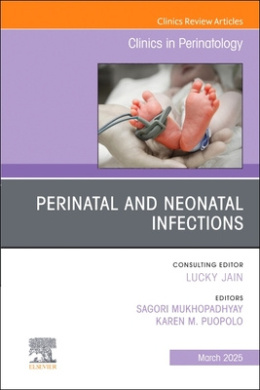 Clinics Review Articles
Clinics in Perinatology
PERINATAL AND NEONATAL
INFECTIONS
CONSULTING EDITOR
LUCKY JAIN
EDITORS
SAGORI MUKHOPADHYAY
KAREN M. PUOPOLO
ELSEVIER
March 2025